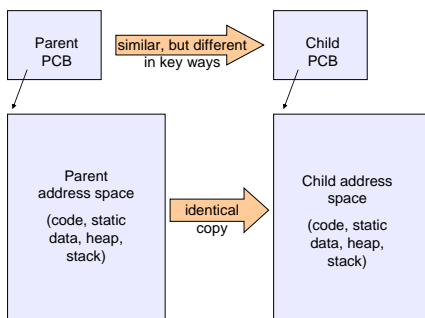 Parent
PCB
similar, but different
in key ways
Child
PCB
Parent
address space
(code, static
data, heap,
stack)
identical
copy
Child address
space
(code, static
data, heap,
stack)